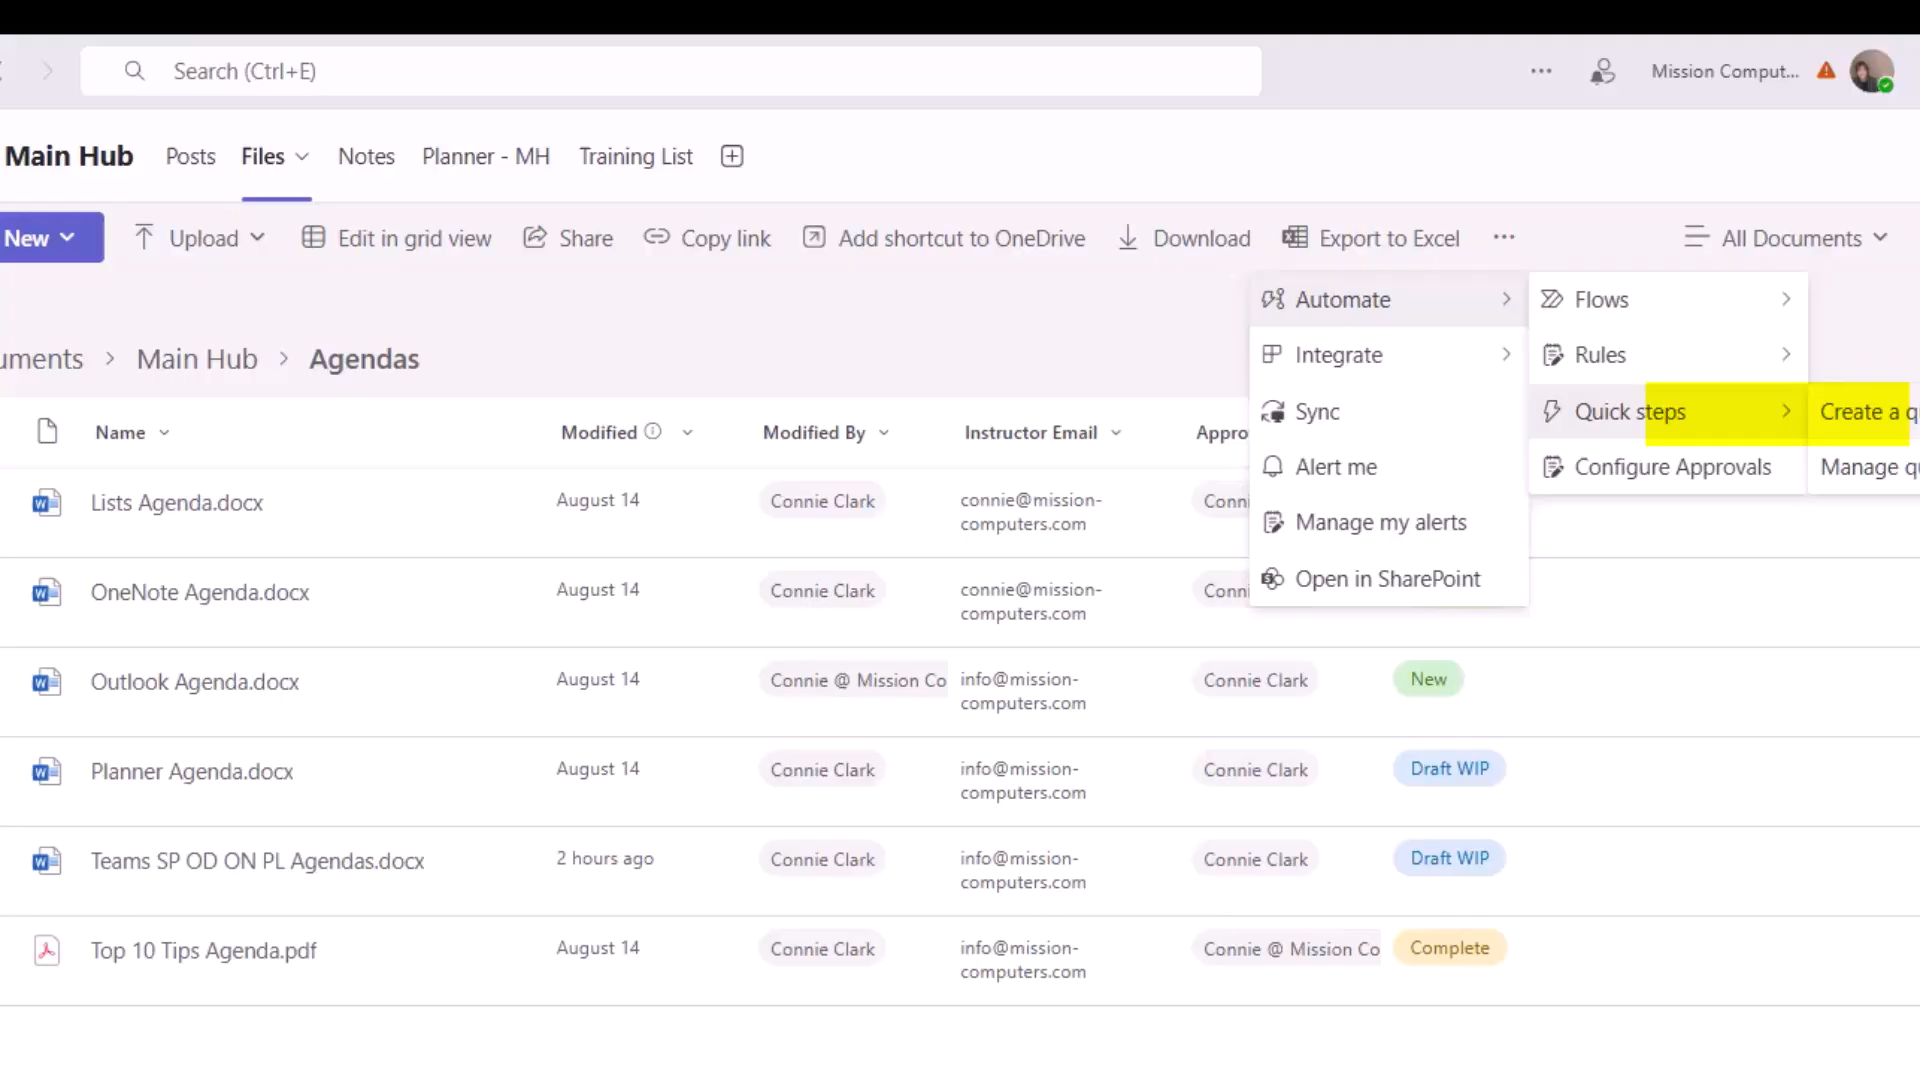 Search (Ctrl+E)
Mission Comput...
Main Hub Posts Files Notes Planner - MH Training List
New Upload Edit in grid view Share Copy link Add shortcut to OneDrive Download Export to Excel ... All Documents
Automate Flows
Integrate Rules
Sync Quick steps Create a q
Alert me Configure Approvals Manage q
Manage my alerts
Open in SharePoint
uments > Main Hub > Agendas
Name Modified Modified By Instructor Email Appro
Lists Agenda.docx August 14 Connie Clark connie@mission-
computers.com Conni
OneNote Agenda.docx August 14 Connie Clark connie@mission-
computers.com Conni
Outlook Agenda.docx August 14 Connie @ Mission Co info@mission-
computers.com Connie Clark New
Planner Agenda.docx August 14 Connie Clark info@mission-
computers.com Connie Clark Draft WIP
Teams SP OD ON PL Agendas.docx 2 hours ago Connie Clark info@mission-
computers.com Connie Clark Draft WIP
Top 10 Tips Agenda.pdf August 14 Connie Clark info@mission-
computers.com Connie @ Mission Co Complete